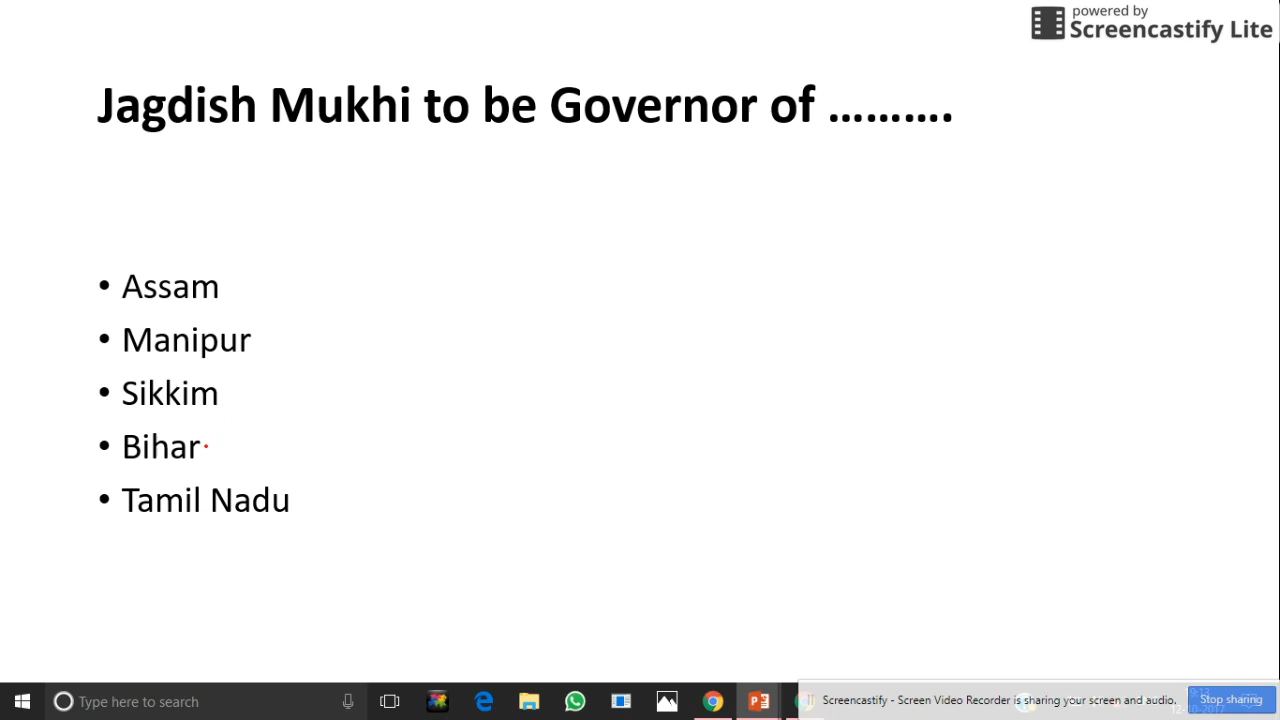 powered by
Screencastify Lite
Jagdish Mukhi to be Governor of ……….
• Assam
• Manipur
• Sikkim
• Bihar
• Tamil Nadu
Type here to search
Screencastify - Screen Video Recorder is sharing your screen and audio.
Stop sharing